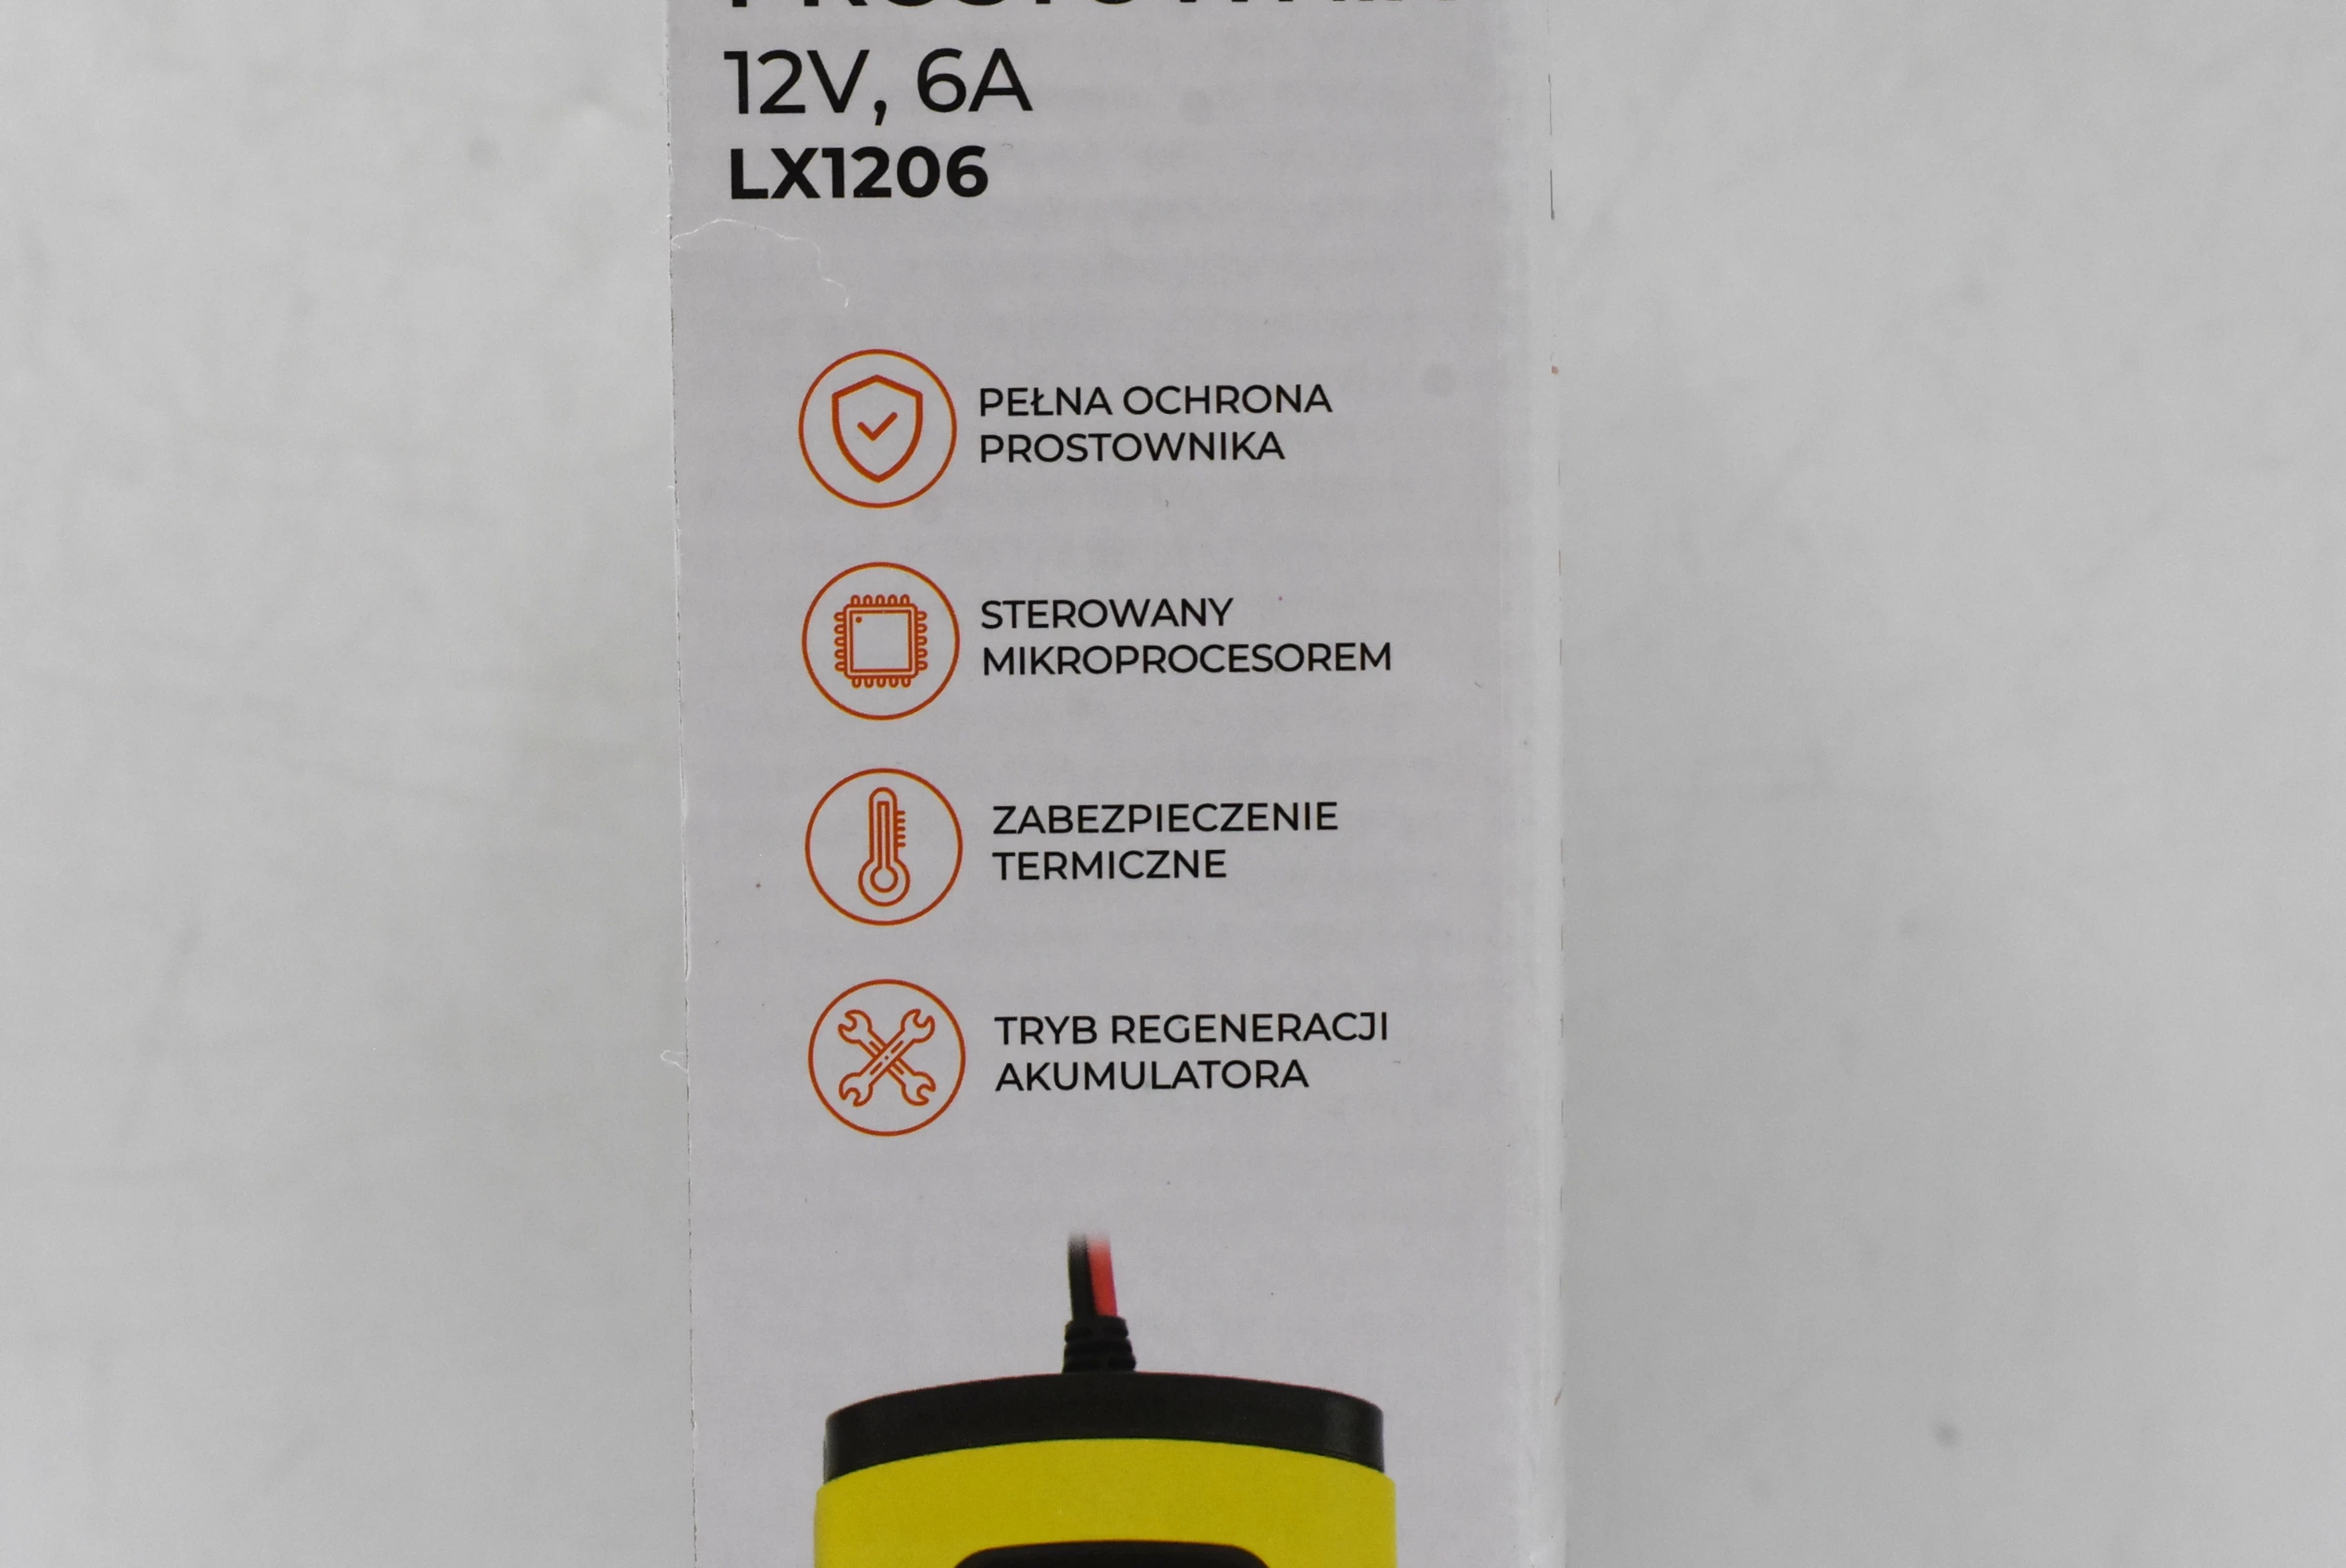 12V, 6A
LX1206
PEŁNA OCHRONA
PROSTOWNIKA
STEROWANY
MIKROPROCESOREM
ZABEZPIECZENIE
TERMICZNE
TRYB REGENERACJI
AKUMULATORA